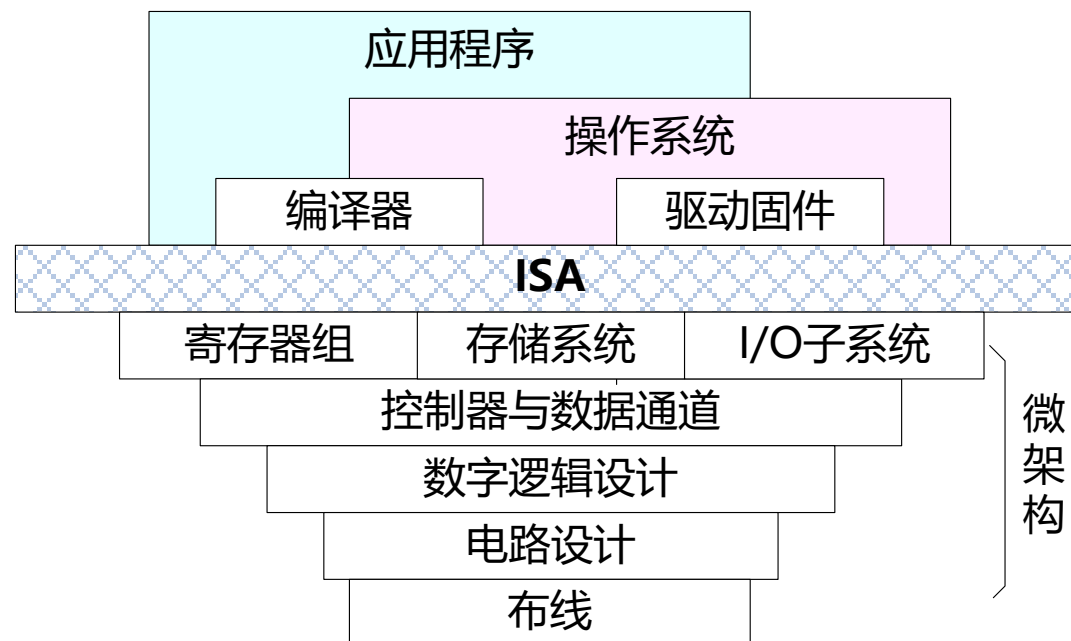 应用程序
操作系统
编译器
驱动固件
ISA
寄存器组
存储系统
I/O子系统
控制器与数据通道
数字逻辑设计
电路设计
布线
微架构